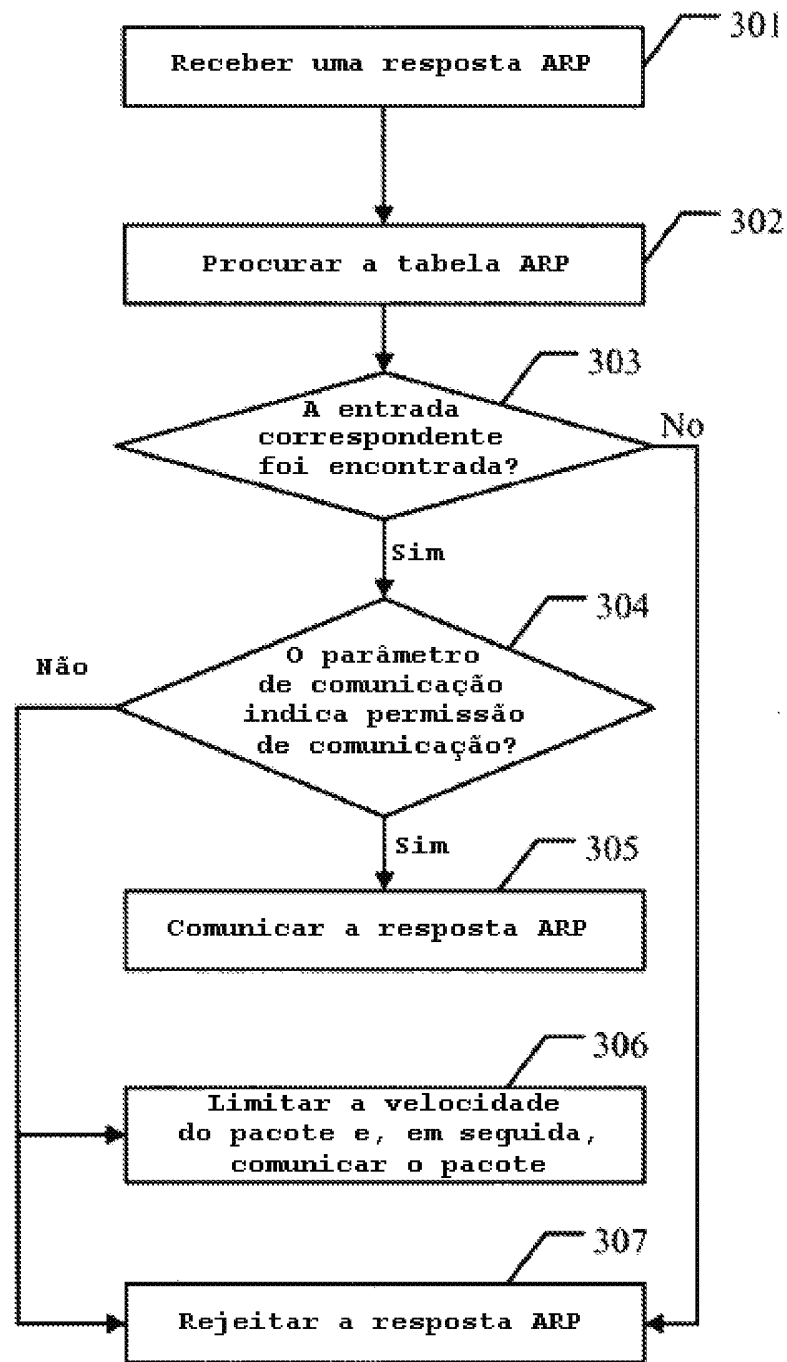 301
Receber uma resposta ARP
302
Procurar a tabela ARP
303
A entrada
correspondente
foi encontrada?
No
Sim
304
Não
O parâmetro
de comunicação
indica permissão
de comunicação?
Sim
305
Comunicar a resposta ARP
306
Limitar a velocidade
do pacote e, em seguida,
comunicar o pacote
307
Rejeitar a resposta ARP